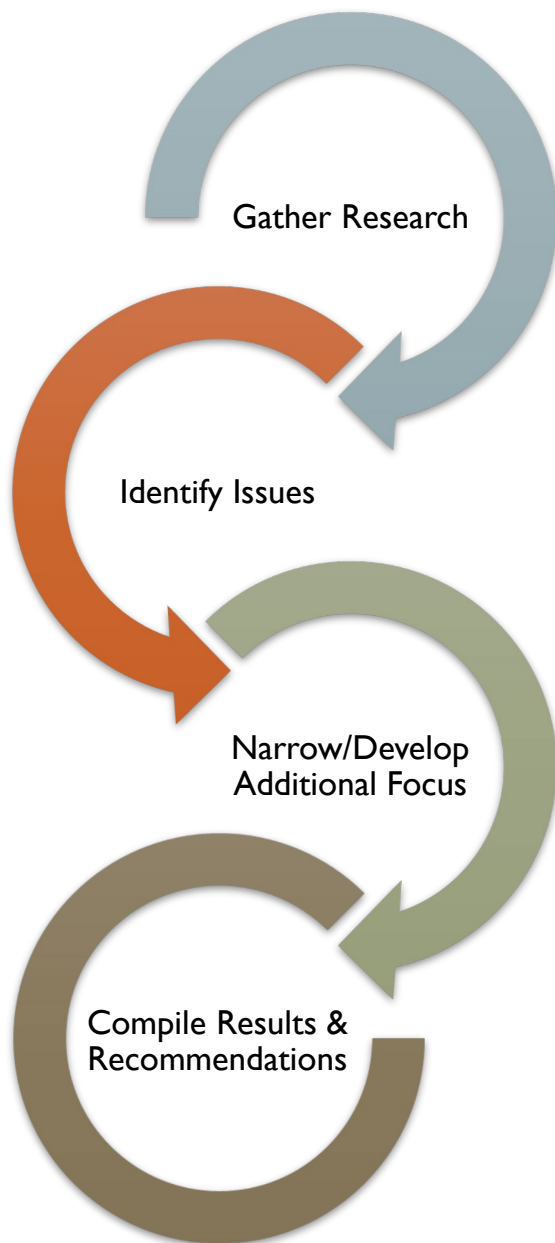 Gather Research
Identify Issues
Narrow/Develop
Additional Focus
Compile Results &
Recommendations